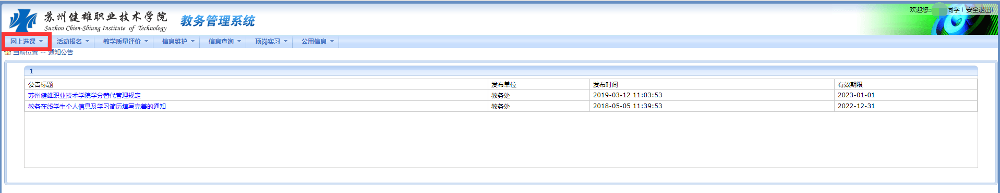 苏州健雄职业技术学院 教务管理系统
Suzhou Chien-Shiung Institute of Technology
欢迎您: 同学 | 安全退出
网上选课 活动报名 教学质量评价 信息维护 信息查询 顶岗实习 公用信息
当前位置 -- 通知公告
1
公告标题 发布单位 发布时间 有效期限
苏州健雄职业技术学院学分替代管理规定 教务处 2019-03-12 11:03:53 2023-01-01
教务在线学生个人信息及学习简历填写完善的通知 教务处 2018-05-05 11:39:53 2022-12-31